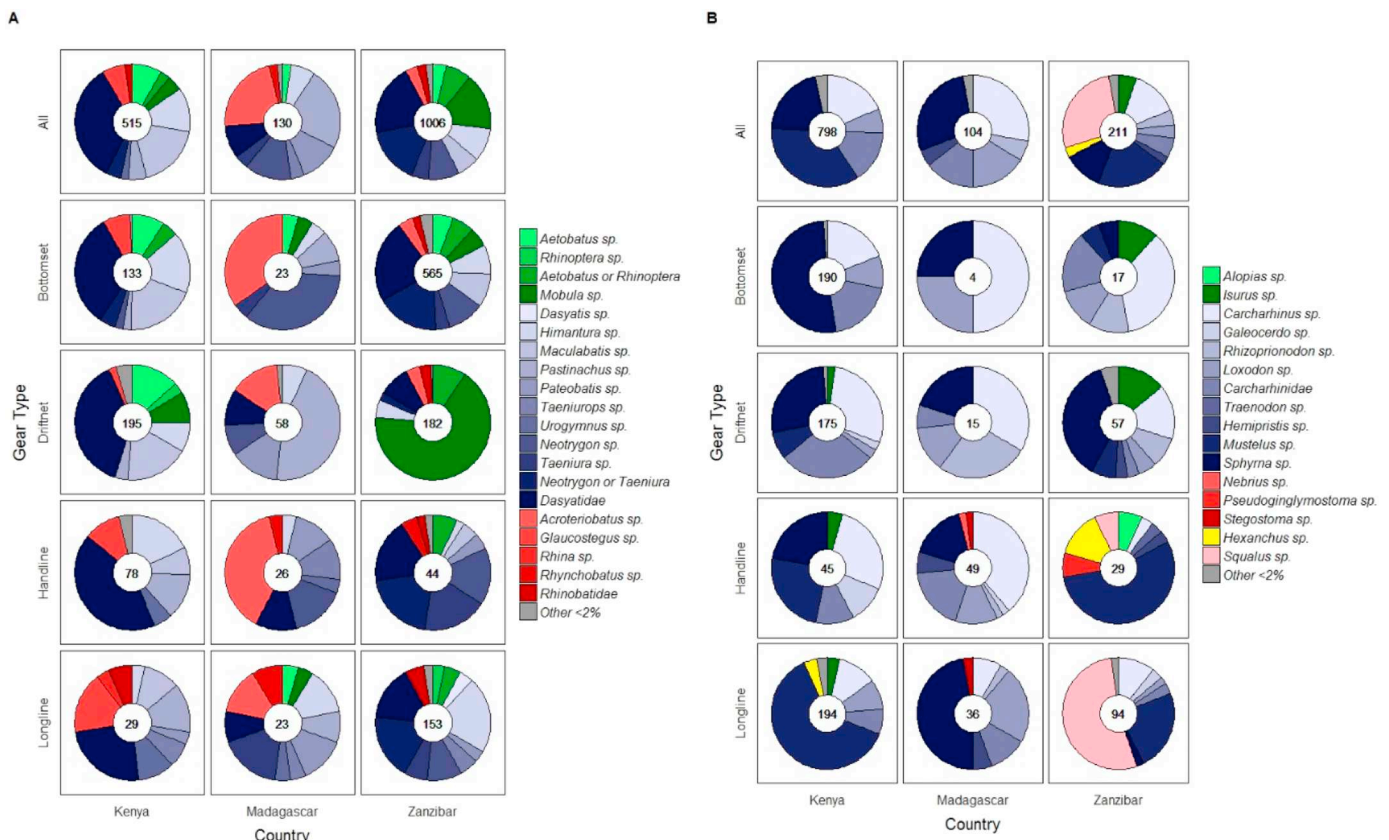 A
All
515
130
1006
Bottomset
133
23
565
Gear Type
Driftnet
195
58
182
Handline
78
26
44
Longline
29
23
153
Kenya
Madagascar
Zanzibar
Country
Aetobatus sp.
Rhinoptera sp.
Aetobatus or Rhinoptera
Mobula sp.
Dasyatis sp.
Himantura sp.
Maculabatis sp.
Pastinachus sp.
Pateobatis sp.
Taeniurops sp.
Urogymnus sp.
Neotrygon sp.
Taeniura sp.
Neotrygon or Taeniura
Dasyatidae
Acroteriobatus sp.
Glaucostegus sp.
Rhina sp.
Rhynchobatus sp.
Rhinobatidae
Other <2%
B
All
798
104
211
Bottomset
190
4
17
Gear Type
Driftnet
175
15
57
Handline
45
49
29
Longline
194
36
94
Kenya
Madagascar
Zanzibar
Country
Alopias sp.
Isurus sp.
Carcharhinus sp.
Galeocerdo sp.
Rhizoprionodon sp.
Loxodon sp.
Carcharhinidae
Traenodon sp.
Hemipristis sp.
Mustelus sp.
Sphyrna sp.
Nebrius sp.
Pseudoginglymostoma sp.
Stegostoma sp.
Hexanchus sp.
Squalus sp.
Other <2%